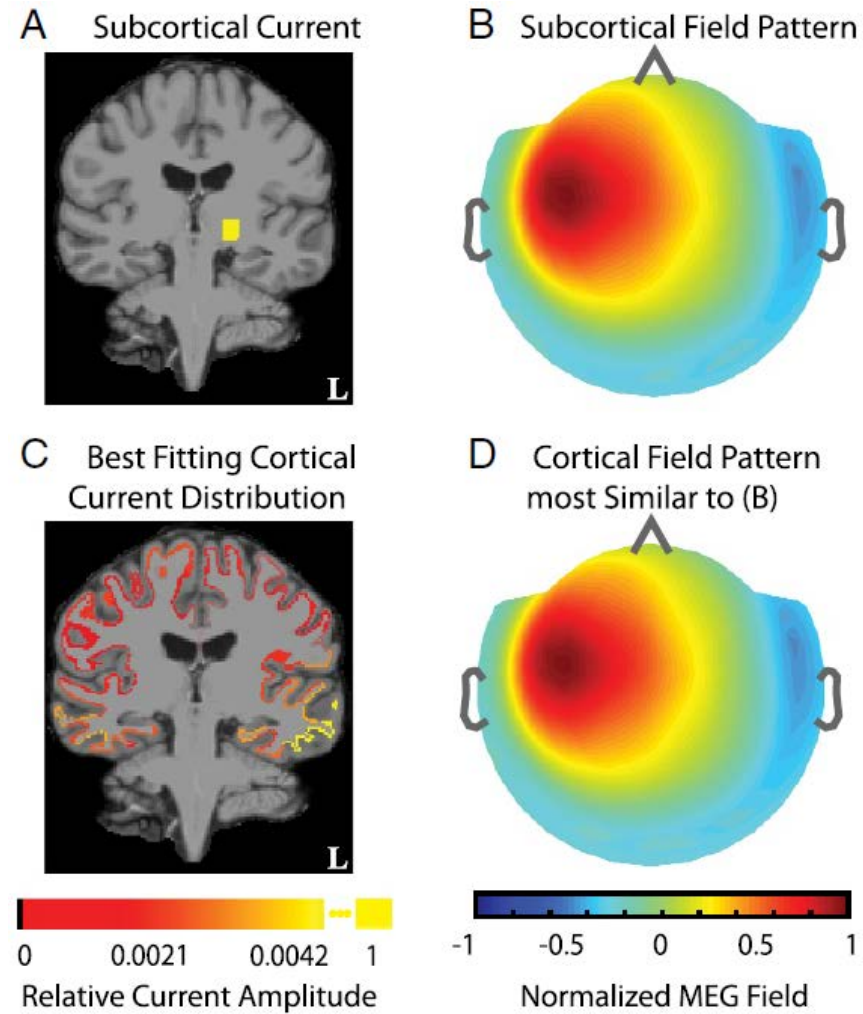 A Subcortical Current
B Subcortical Field Pattern
L
C Best Fitting Cortical
Current Distribution
D Cortical Field Pattern
most Similar to (B)
L
0 0.0021 0.0042 1
Relative Current Amplitude
-1 -0.5 0 0.5 1
Normalized MEG Field